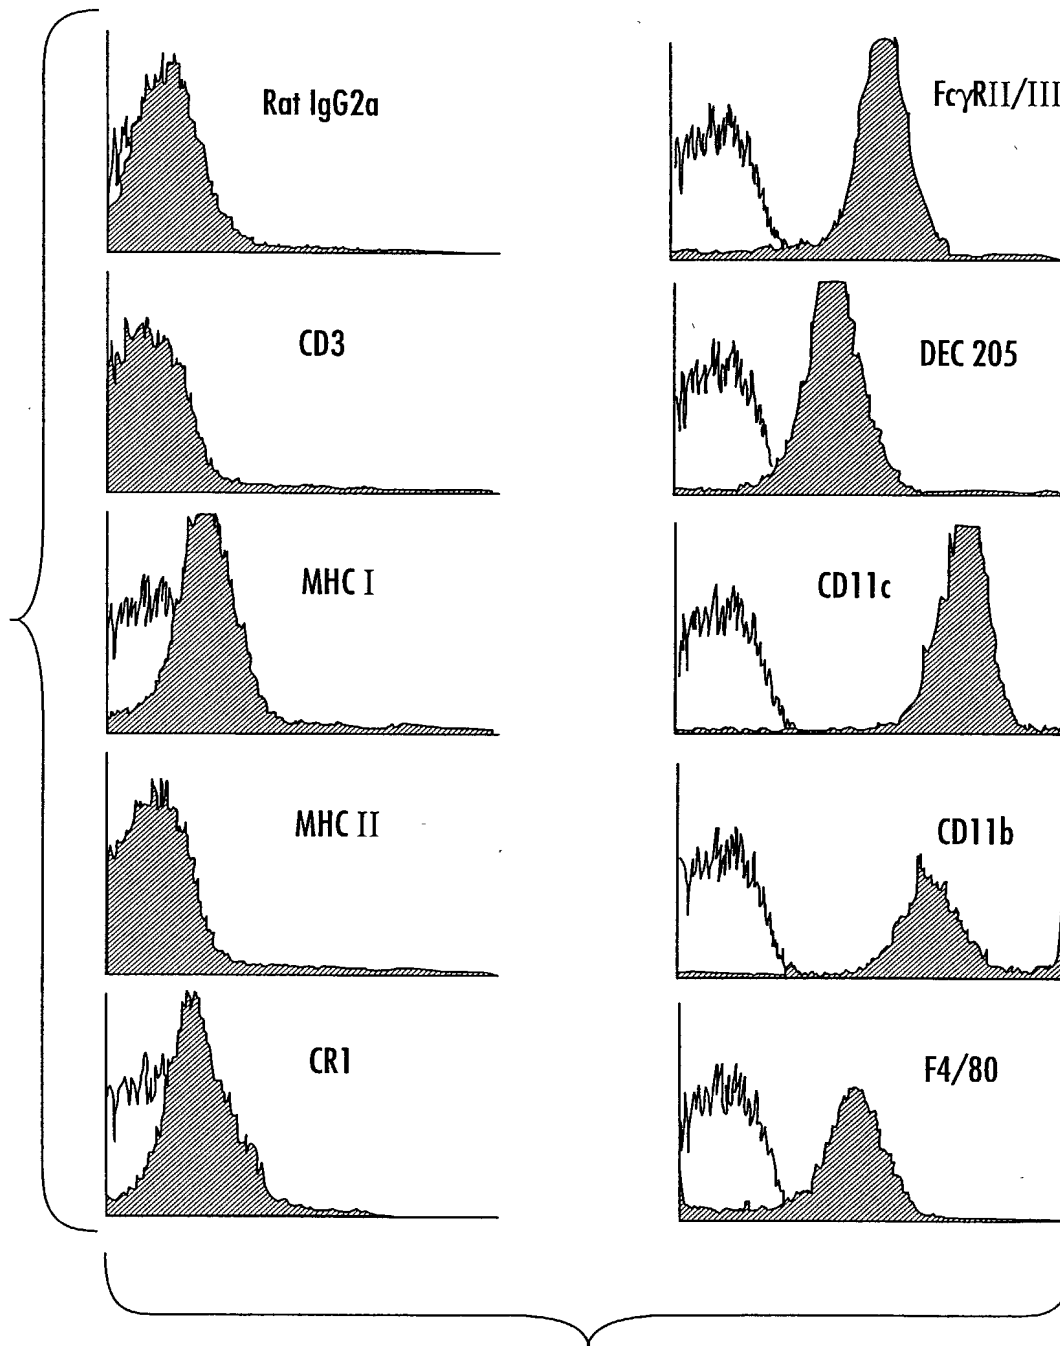 Rat IgG2a
FcγRII/III
CD3
DEC 205
MHC I
CD11c
MHC II
CD11b
CR1
F4/80